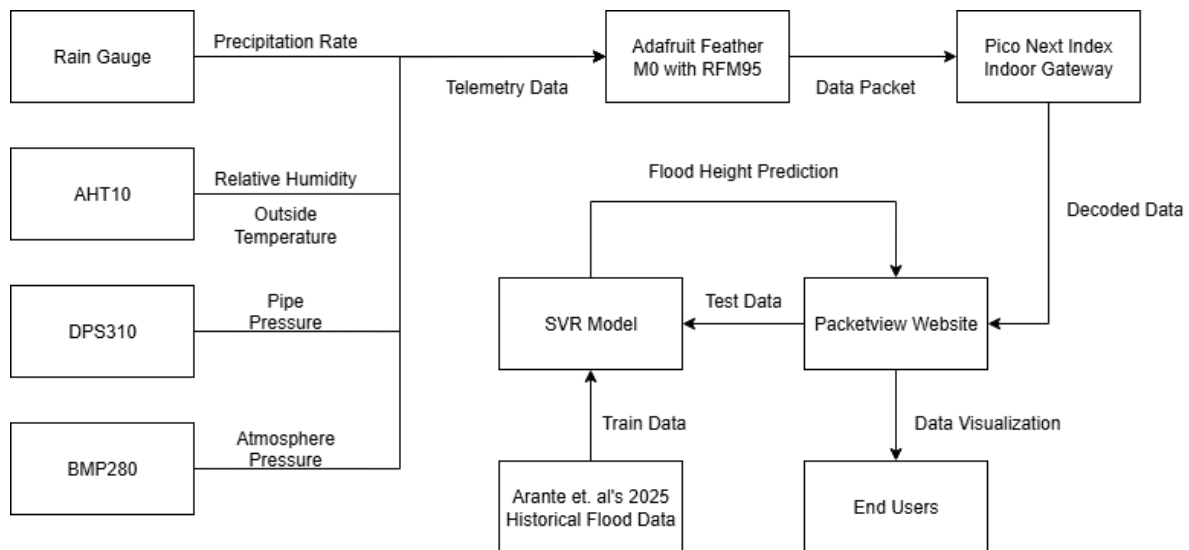 Rain Gauge
Precipitation Rate
Telemetry Data
Adafruit Feather
M0 with RFM95
Data Packet
Pico Next Index
Indoor Gateway
AHT10
Relative Humidity
Outside
Temperature
Flood Height Prediction
Decoded Data
DPS310
Pipe
Pressure
SVR Model
Test Data
Packetview Website
BMP280
Atmosphere
Pressure
Train Data
Data Visualization
Arante et. al's 2025
Historical Flood Data
End Users